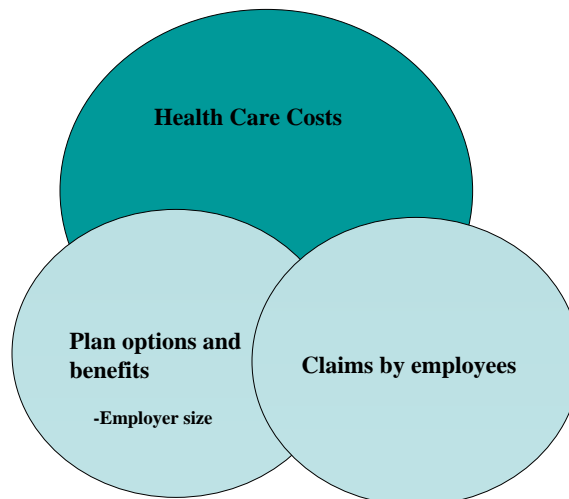 Health Care Costs
Plan options and
benefits
-Employer size
Claims by employees